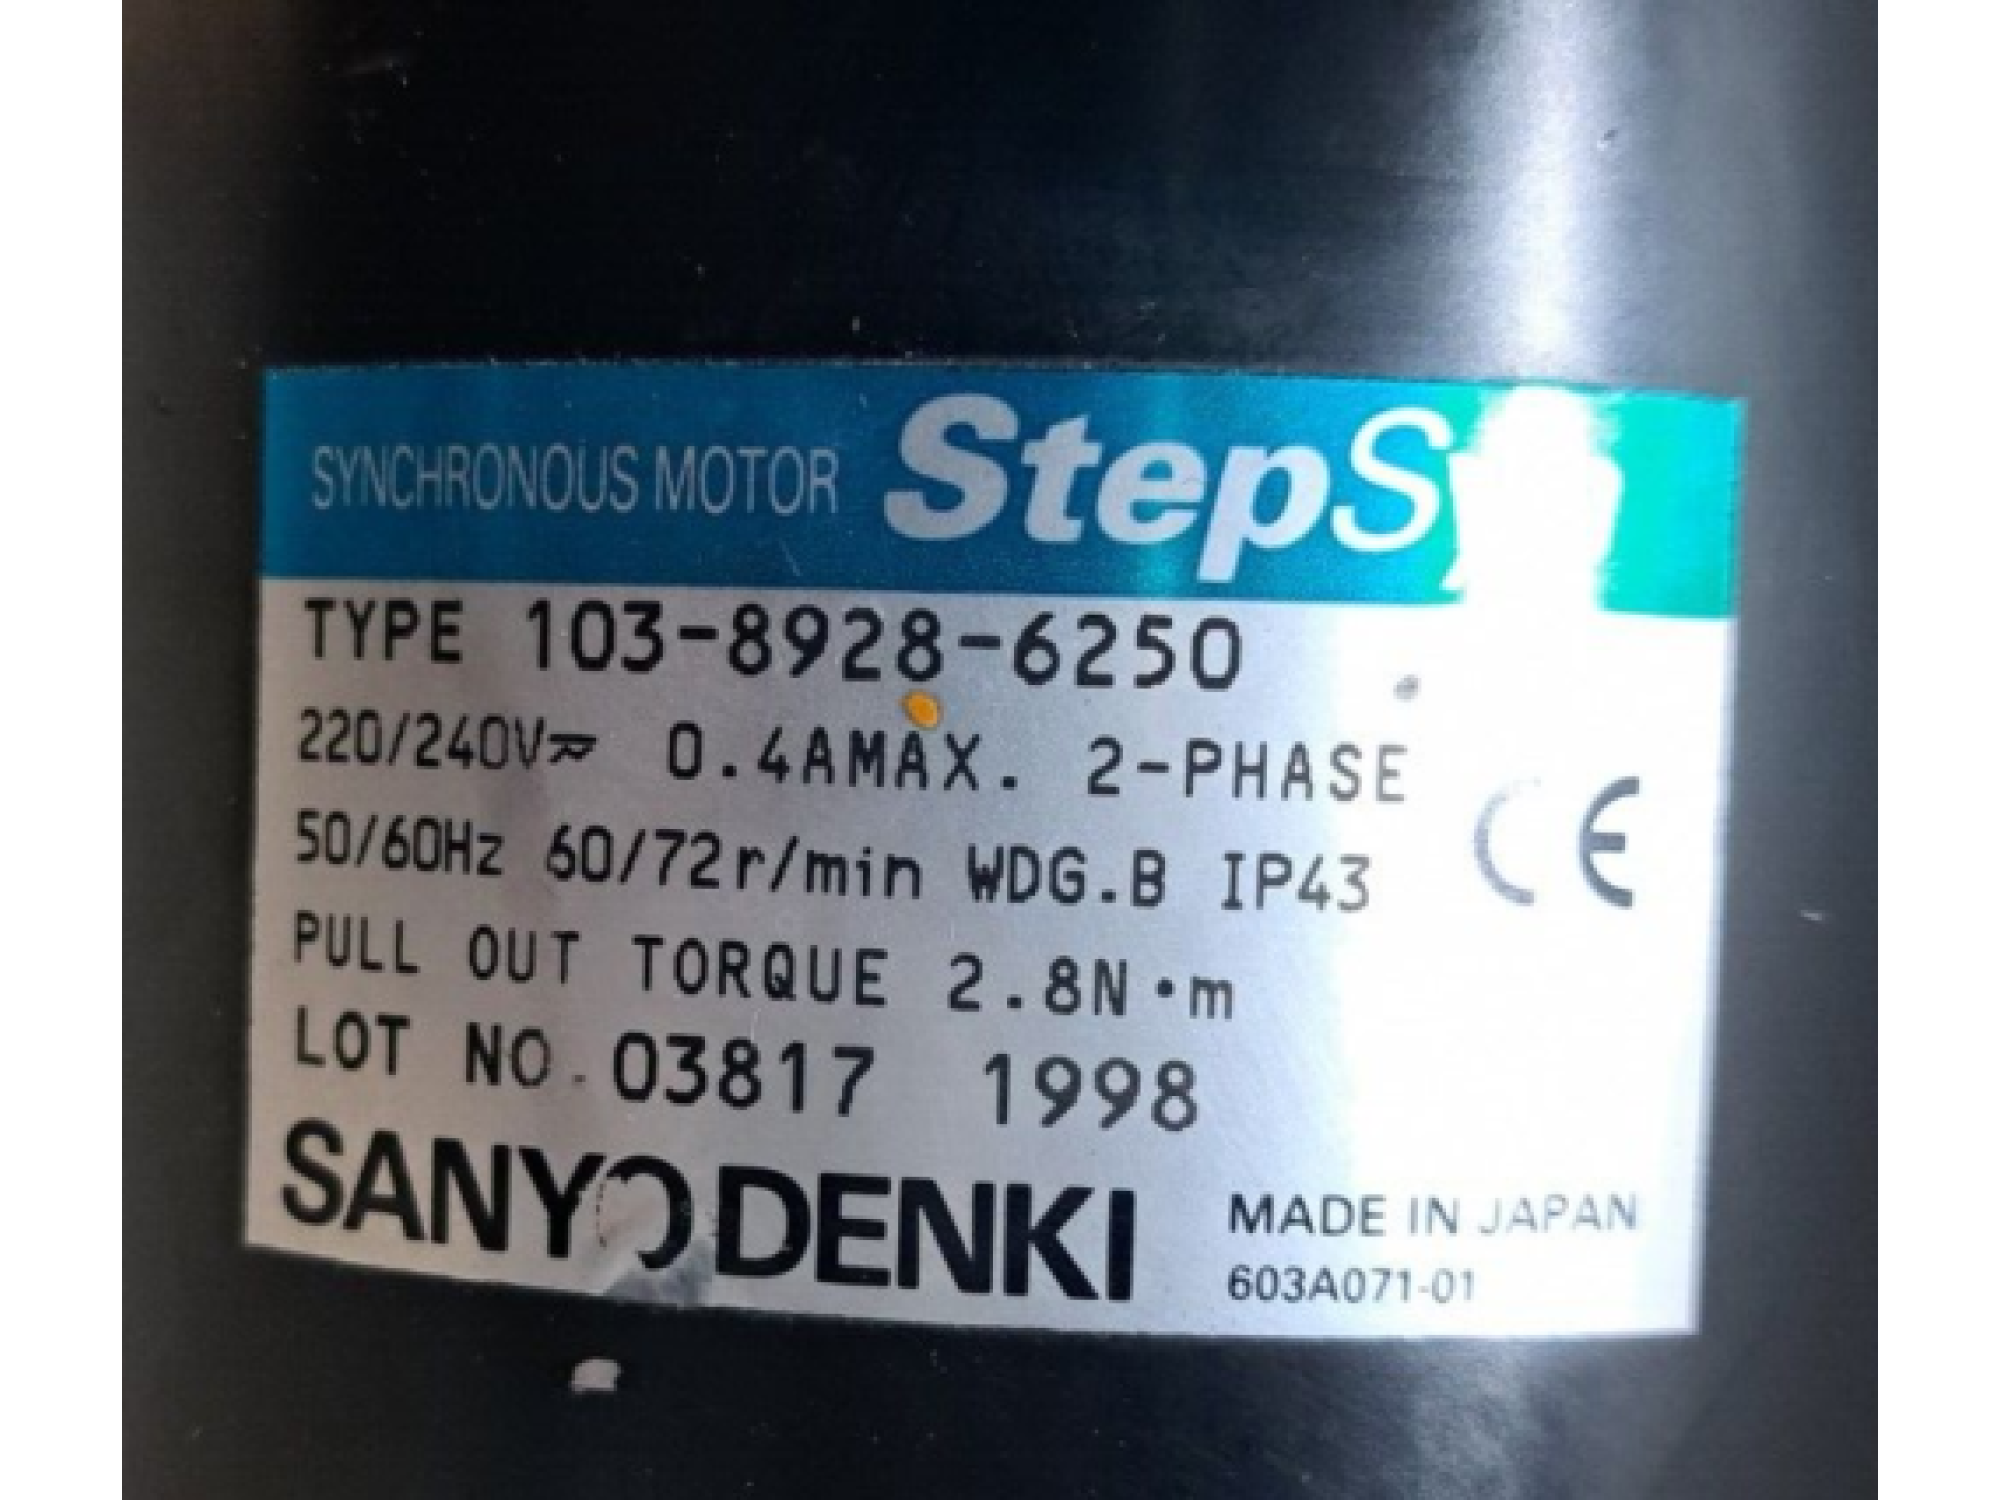 SYNCHRONOUS MOTOR StepS
TYPE 103-8928-6250
220/240V 0.4AMAX. 2-PHASE
50/60Hz 60/72r/min WDG.B IP43
CE
PULL OUT TORQUE 2.8N·m
LOT NO. 03817 1998
SANYO DENKI
MADE IN JAPAN
603A071-01